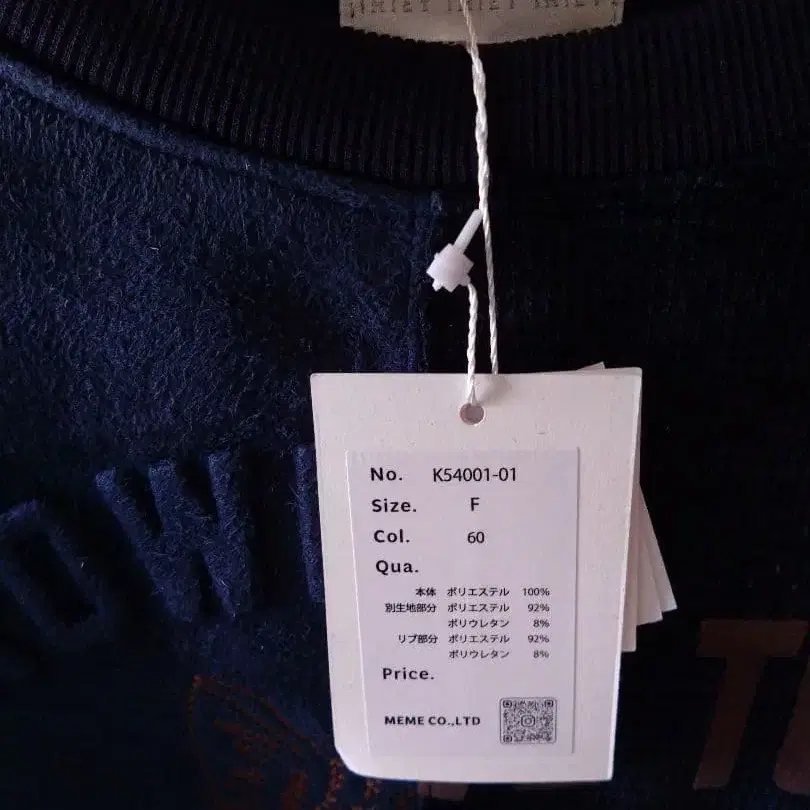 No. K54001-01
Size. F
Col. 60
Qua.
本体 ポリエステル 100%
別生地部分 ポリエステル 92%
ポリウレタン 8%
リブ部分 ポリエステル 92%
ポリウレタン 8%
Price.
MEME CO.,LTD